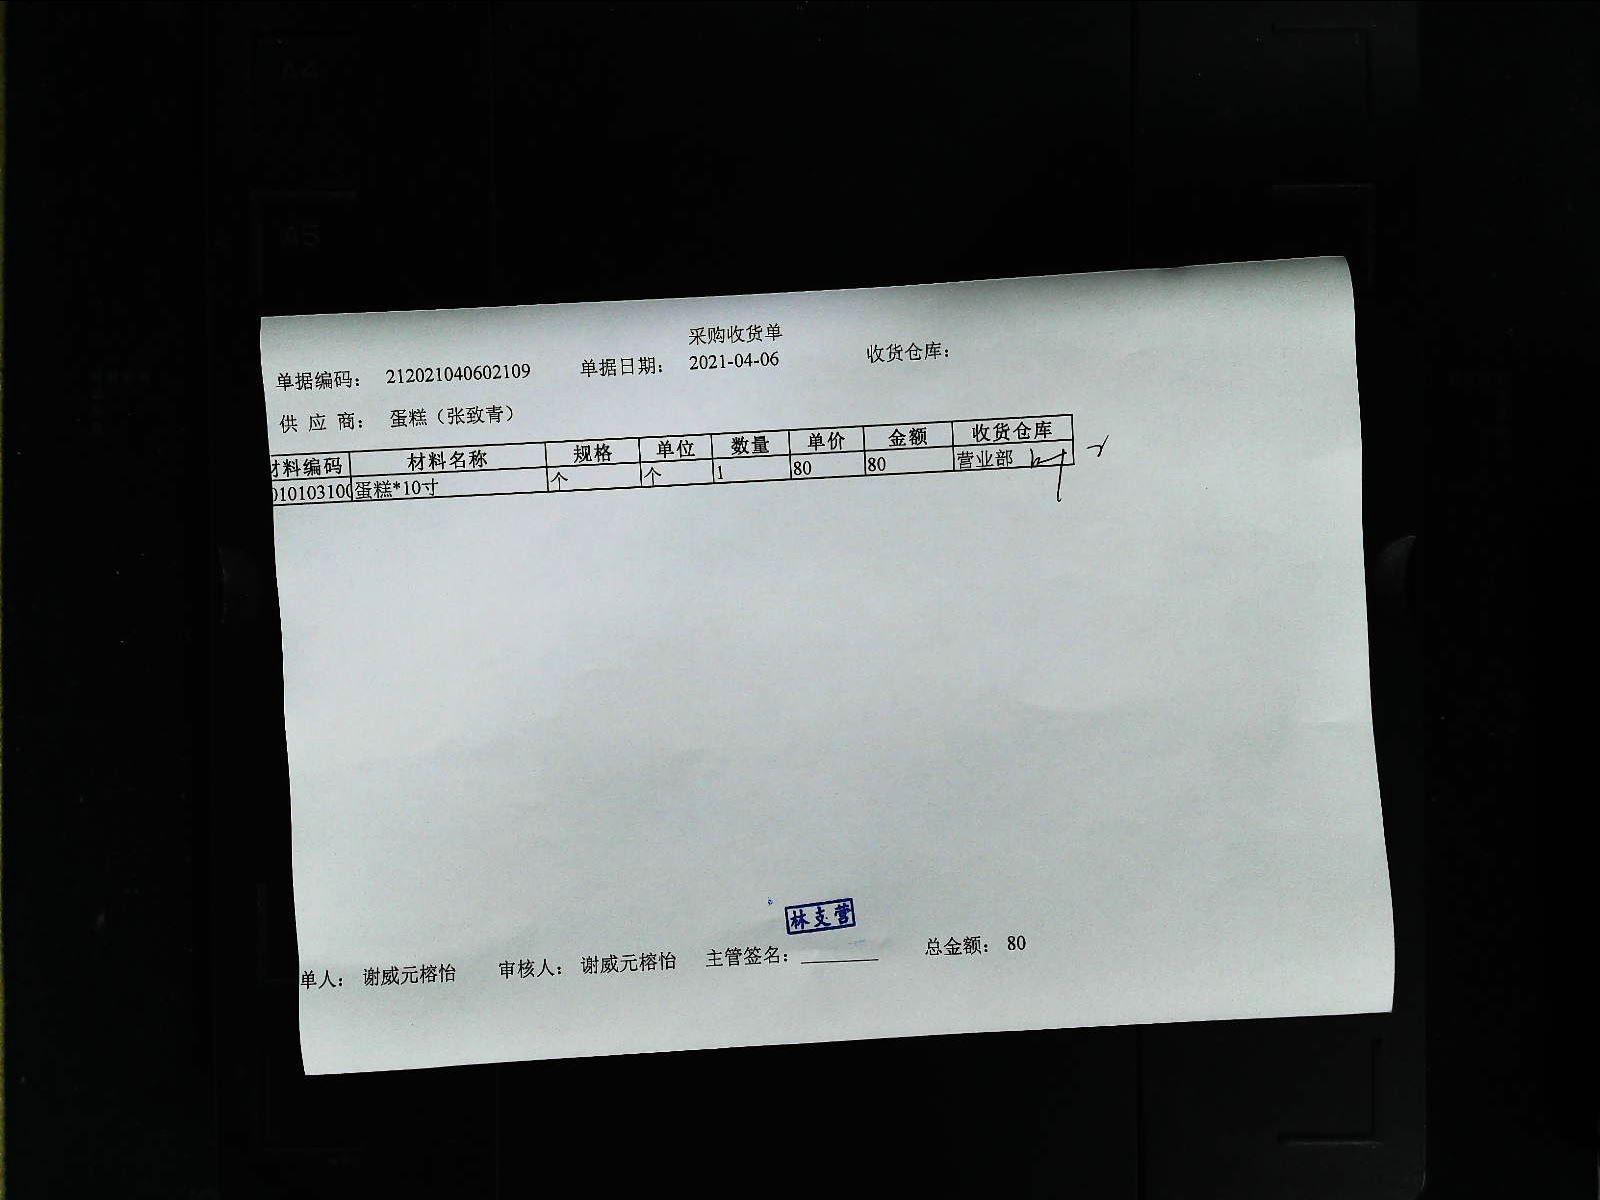 A4
A5
采购收货单
单据编码： 212021040602109 单据日期： 2021-04-06 收货仓库：
供 应 商： 蛋糕（张致青）
材料编码 材料名称 规格 单位 数量 单价 金额 收货仓库
010103100 蛋糕*10寸 个 个 1 80 80 营业部
林支营
单人： 谢威元榕怡 审核人： 谢威元榕怡 主管签名： 总金额： 80